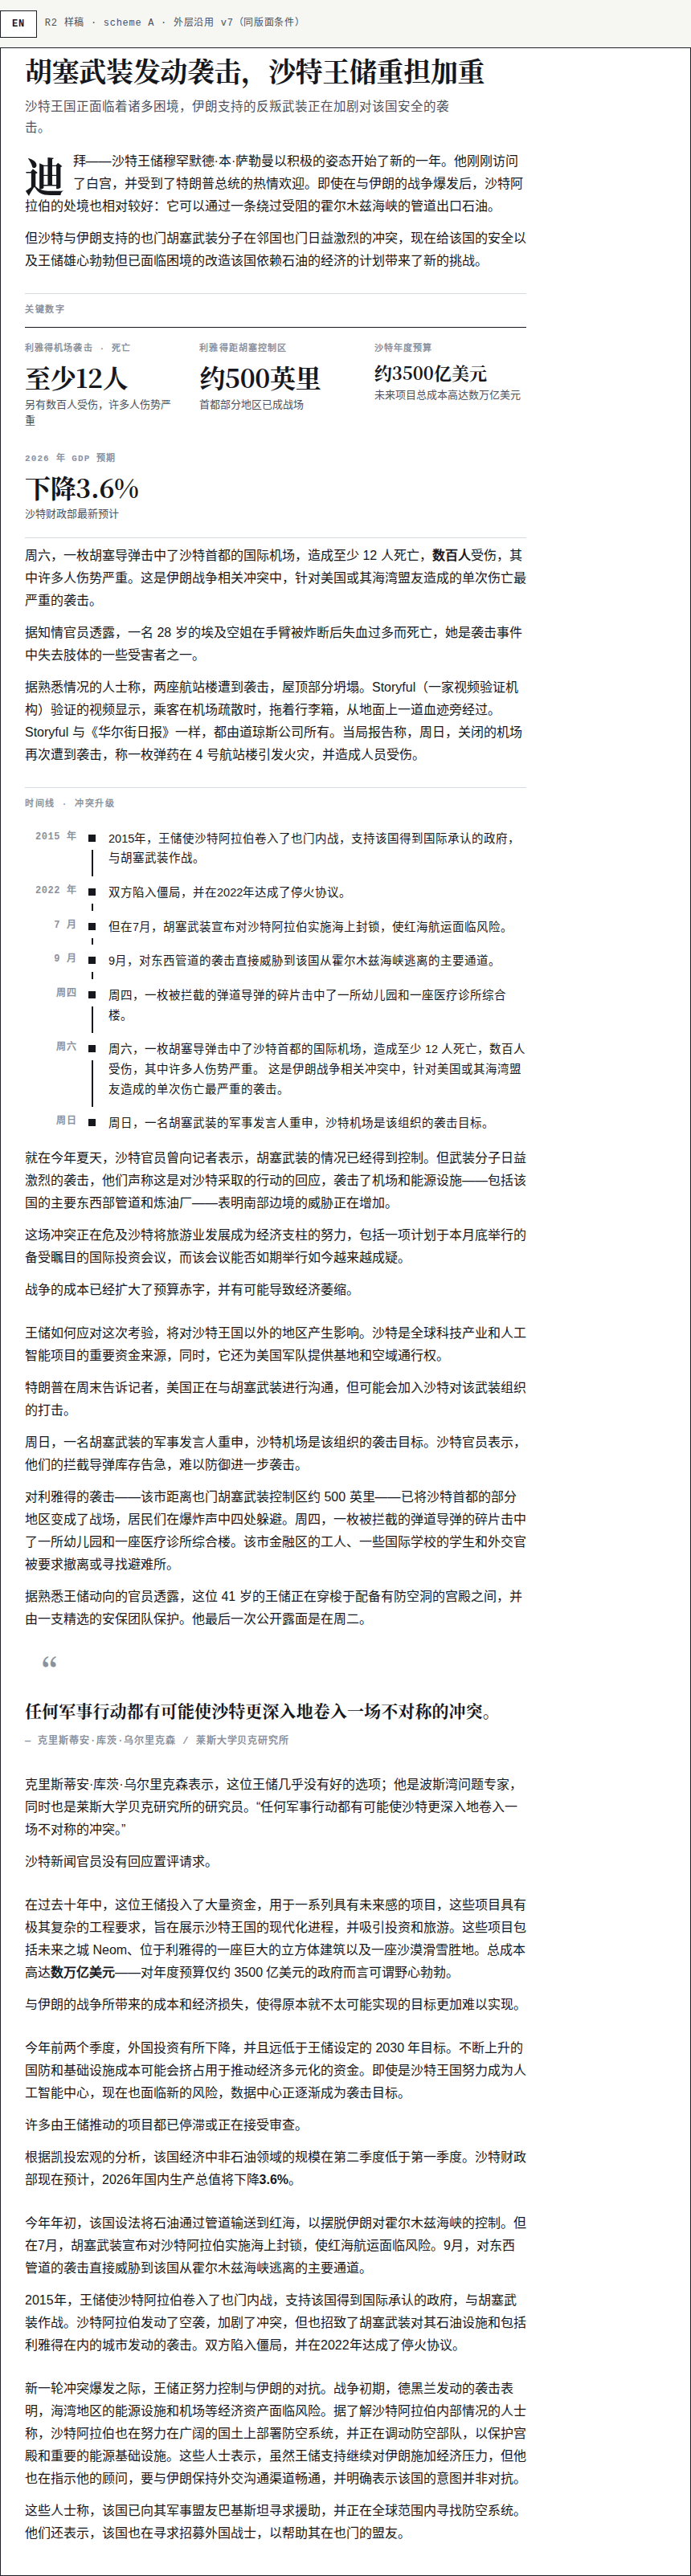 EN R2 样稿 · scheme A · 外层沿用 v7（同版面条件）
胡塞武装发动袭击，沙特王储重担加重
沙特王国正面临着诸多困境，伊朗支持的反叛武装正在加剧对该国安全的袭
击。
迪拜——沙特王储穆罕默德·本·萨勒曼以积极的姿态开始了新的一年。他刚刚访问
了白宫，并受到了特朗普总统的热情欢迎。即使在与伊朗的战争爆发后，沙特阿
拉伯的处境也相对较好：它可以通过一条绕过受阻的霍尔木兹海峡的管道出口石油。
但沙特与伊朗支持的也门胡塞武装分子在邻国也门日益激烈的冲突，现在给该国的安全以
及王储雄心勃勃但已面临困境的改造该国依赖石油的经济的计划带来了新的挑战。
关键数字
利雅得机场袭击 · 死亡
至少12人
另有数百人受伤，许多人伤势严
重
利雅得距胡塞控制区
约500英里
首都部分地区已成战场
沙特年度预算
约3500亿美元
未来项目总成本高达数万亿美元
2026 年 GDP 预期
下降3.6%
沙特财政部最新预计
周六，一枚胡塞导弹击中了沙特首都的国际机场，造成至少 12 人死亡，数百人受伤，其
中许多人伤势严重。这是伊朗战争相关冲突中，针对美国或其海湾盟友造成的单次伤亡最
严重的袭击。
据知情官员透露，一名 28 岁的埃及空姐在手臂被炸断后失血过多而死亡，她是袭击事件
中失去肢体的一些受害者之一。
据熟悉情况的人士称，两座航站楼遭到袭击，屋顶部分坍塌。Storyful（一家视频验证机
构）验证的视频显示，乘客在机场疏散时，拖着行李箱，从地面上一道血迹旁经过。
Storyful 与《华尔街日报》一样，都由道琼斯公司所有。当局报告称，周日，关闭的机场
再次遭到袭击，称一枚弹药在 4 号航站楼引发火灾，并造成人员受伤。
时间线 · 冲突升级
2015 年
2015年，王储使沙特阿拉伯卷入了也门内战，支持该国得到国际承认的政府，
与胡塞武装作战。
2022 年
双方陷入僵局，并在2022年达成了停火协议。
7 月
但在7月，胡塞武装宣布对沙特阿拉伯实施海上封锁，使红海航运面临风险。
9 月
9月，对东西管道的袭击直接威胁到该国从霍尔木兹海峡逃离的主要通道。
周四
周四，一枚被拦截的弹道导弹的碎片击中了一所幼儿园和一座医疗诊所综合
楼。
周六
周六，一枚胡塞导弹击中了沙特首都的国际机场，造成至少 12 人死亡，数百人
受伤，其中许多人伤势严重。 这是伊朗战争相关冲突中，针对美国或其海湾盟
友造成的单次伤亡最严重的袭击。
周日
周日，一名胡塞武装的军事发言人重申，沙特机场是该组织的袭击目标。
就在今年夏天，沙特官员曾向记者表示，胡塞武装的情况已经得到控制。但武装分子日益
激烈的袭击，他们声称这是对沙特采取的行动的回应，袭击了机场和能源设施——包括该
国的主要东西部管道和炼油厂——表明南部边境的威胁正在增加。
这场冲突正在危及沙特将旅游业发展成为经济支柱的努力，包括一项计划于本月底举行的
备受瞩目的国际投资会议，而该会议能否如期举行如今越来越成疑。
战争的成本已经扩大了预算赤字，并有可能导致经济萎缩。
王储如何应对这次考验，将对沙特王国以外的地区产生影响。沙特是全球科技产业和人工
智能项目的重要资金来源，同时，它还为美国军队提供基地和空域通行权。
特朗普在周末告诉记者，美国正在与胡塞武装进行沟通，但可能会加入沙特对该武装组织
的打击。
周日，一名胡塞武装的军事发言人重申，沙特机场是该组织的袭击目标。沙特官员表示，
他们的拦截导弹库存告急，难以防御进一步袭击。
对利雅得的袭击——该市距离也门胡塞武装控制区约 500 英里——已将沙特首都的部分
地区变成了战场，居民们在爆炸声中四处躲避。周四，一枚被拦截的弹道导弹的碎片击中
了一所幼儿园和一座医疗诊所综合楼。该市金融区的工人、一些国际学校的学生和外交官
被要求撤离或寻找避难所。
据熟悉王储动向的官员透露，这位 41 岁的王储正在穿梭于配备有防空洞的宫殿之间，并
由一支精选的安保团队保护。他最后一次公开露面是在周二。
“
任何军事行动都有可能使沙特更深入地卷入一场不对称的冲突。
— 克里斯蒂安·库茨·乌尔里克森 / 莱斯大学贝克研究所
克里斯蒂安·库茨·乌尔里克森表示，这位王储几乎没有好的选项；他是波斯湾问题专家，
同时也是莱斯大学贝克研究所的研究员。“任何军事行动都有可能使沙特更深入地卷入一
场不对称的冲突。”
沙特新闻官员没有回应置评请求。
在过去十年中，这位王储投入了大量资金，用于一系列具有未来感的项目，这些项目具有
极其复杂的工程要求，旨在展示沙特王国的现代化进程，并吸引投资和旅游。这些项目包
括未来之城 Neom、位于利雅得的一座巨大的立方体建筑以及一座沙漠滑雪胜地。总成本
高达数万亿美元——对年度预算仅约 3500 亿美元的政府而言可谓野心勃勃。
与伊朗的战争所带来的成本和经济损失，使得原本就不太可能实现的目标更加难以实现。
今年前两个季度，外国投资有所下降，并且远低于王储设定的 2030 年目标。不断上升的
国防和基础设施成本可能会挤占用于推动经济多元化的资金。即使是沙特王国努力成为人
工智能中心，现在也面临新的风险，数据中心正逐渐成为袭击目标。
许多由王储推动的项目都已停滞或正在接受审查。
根据凯投宏观的分析，该国经济中非石油领域的规模在第二季度低于第一季度。沙特财政
部现在预计，2026年国内生产总值将下降3.6%。
今年年初，该国设法将石油通过管道输送到红海，以摆脱伊朗对霍尔木兹海峡的控制。但
在7月，胡塞武装宣布对沙特阿拉伯实施海上封锁，使红海航运面临风险。9月，对东西
管道的袭击直接威胁到该国从霍尔木兹海峡逃离的主要通道。
2015年，王储使沙特阿拉伯卷入了也门内战，支持该国得到国际承认的政府，与胡塞武
装作战。沙特阿拉伯发动了空袭，加剧了冲突，但也招致了胡塞武装对其石油设施和包括
利雅得在内的城市发动的袭击。双方陷入僵局，并在2022年达成了停火协议。
新一轮冲突爆发之际，王储正努力控制与伊朗的对抗。战争初期，德黑兰发动的袭击表
明，海湾地区的能源设施和机场等经济资产面临风险。据了解沙特阿拉伯内部情况的人士
称，沙特阿拉伯也在努力在广阔的国土上部署防空系统，并正在调动防空部队，以保护宫
殿和重要的能源基础设施。这些人士表示，虽然王储支持继续对伊朗施加经济压力，但他
也在指示他的顾问，要与伊朗保持外交沟通渠道畅通，并明确表示该国的意图并非对抗。
这些人士称，该国已向其军事盟友巴基斯坦寻求援助，并正在全球范围内寻找防空系统。
他们还表示，该国也在寻求招募外国战士，以帮助其在也门的盟友。